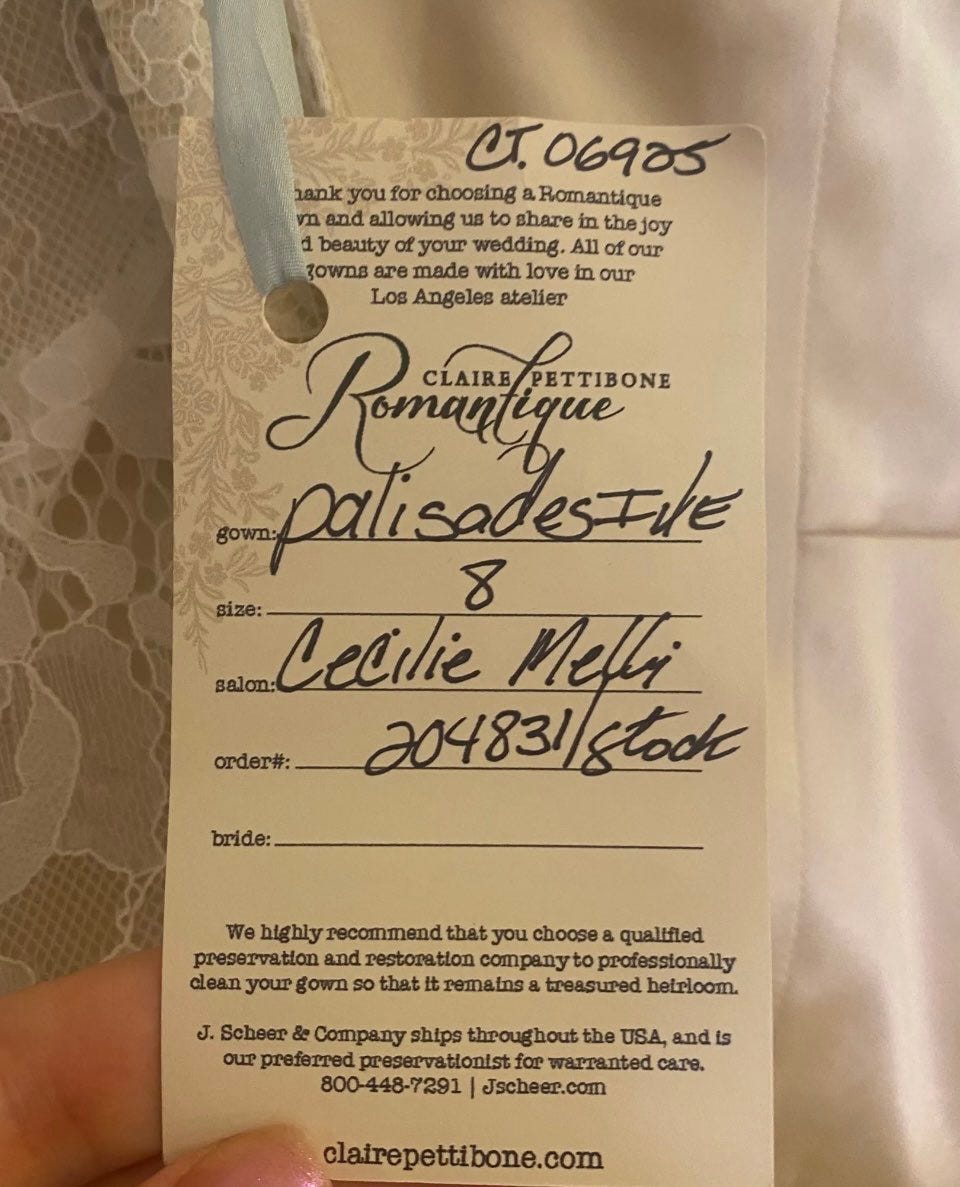 CT. 06925
hank you for choosing a Romantique
wn and allowing us to share in the joy
d beauty of your wedding. All of our
gowns are made with love in our
Los Angeles atelier
CLAIRE PETTIBONE
Romantique
gown: palisades
size: 8
salon: Cecilie Melli
order#: 204831/stock
bride:
We highly recommend that you choose a qualified
preservation and restoration company to professionally
clean your gown so that it remains a treasured heirloom.
J. Scheer & Company ships throughout the USA, and is
our preferred preservationist for warranted care.
800-448-7291 | Jscheer.com
clairepettibone.com